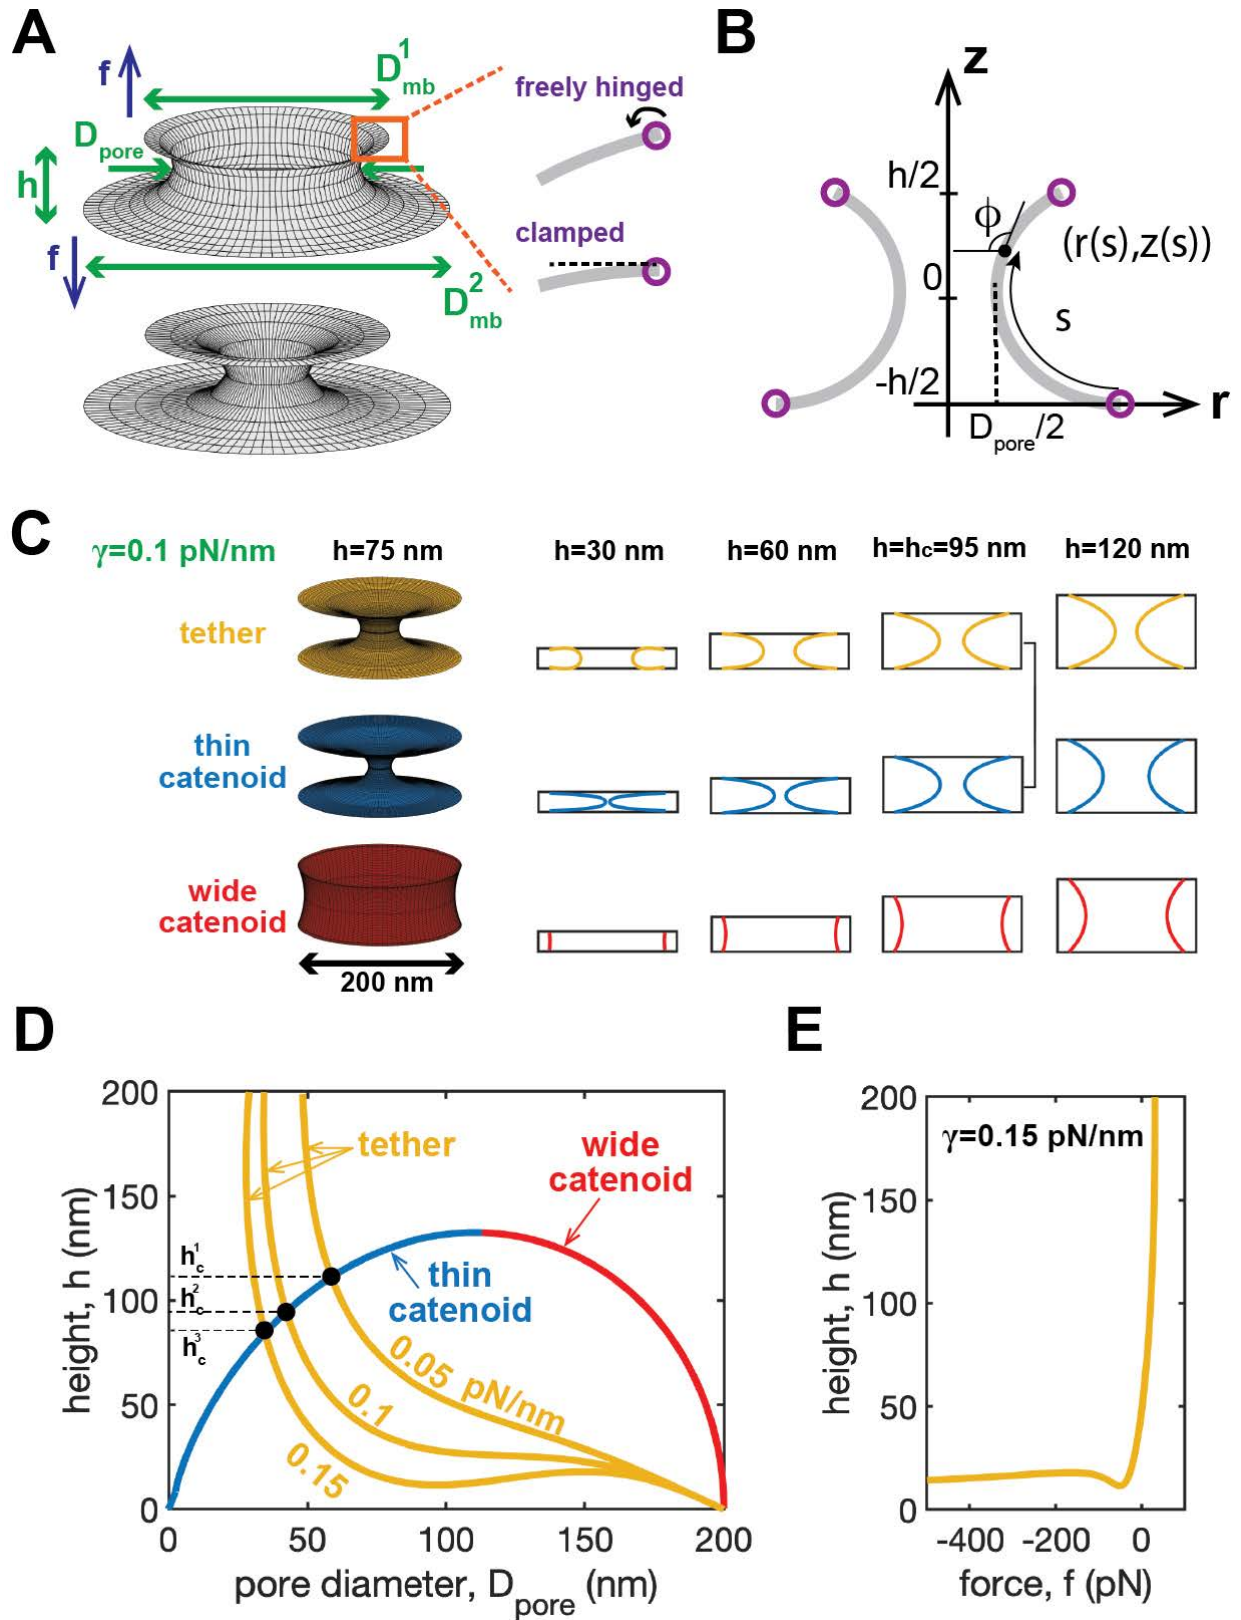 A
f
D¹mb
Dpore
h
f
D²mb
freely hinged
clamped
B
z
h/2
ϕ
(r(s),z(s))
0
s
-h/2
r
Dpore/2
C
γ=0.1 pN/nm
h=75 nm
h=30 nm
h=60 nm
h=hc=95 nm
h=120 nm
tether
thin
catenoid
wide
catenoid
200 nm
D
200
150
100
50
0
height, h (nm)
h¹c
h²c
h³c
tether
wide
catenoid
thin
catenoid
0.05 pN/nm
0.1
0.15
0
50
100
150
200
pore diameter, Dpore (nm)
E
γ=0.15 pN/nm
200
150
100
50
0
height, h (nm)
-400
-200
0
force, f (pN)